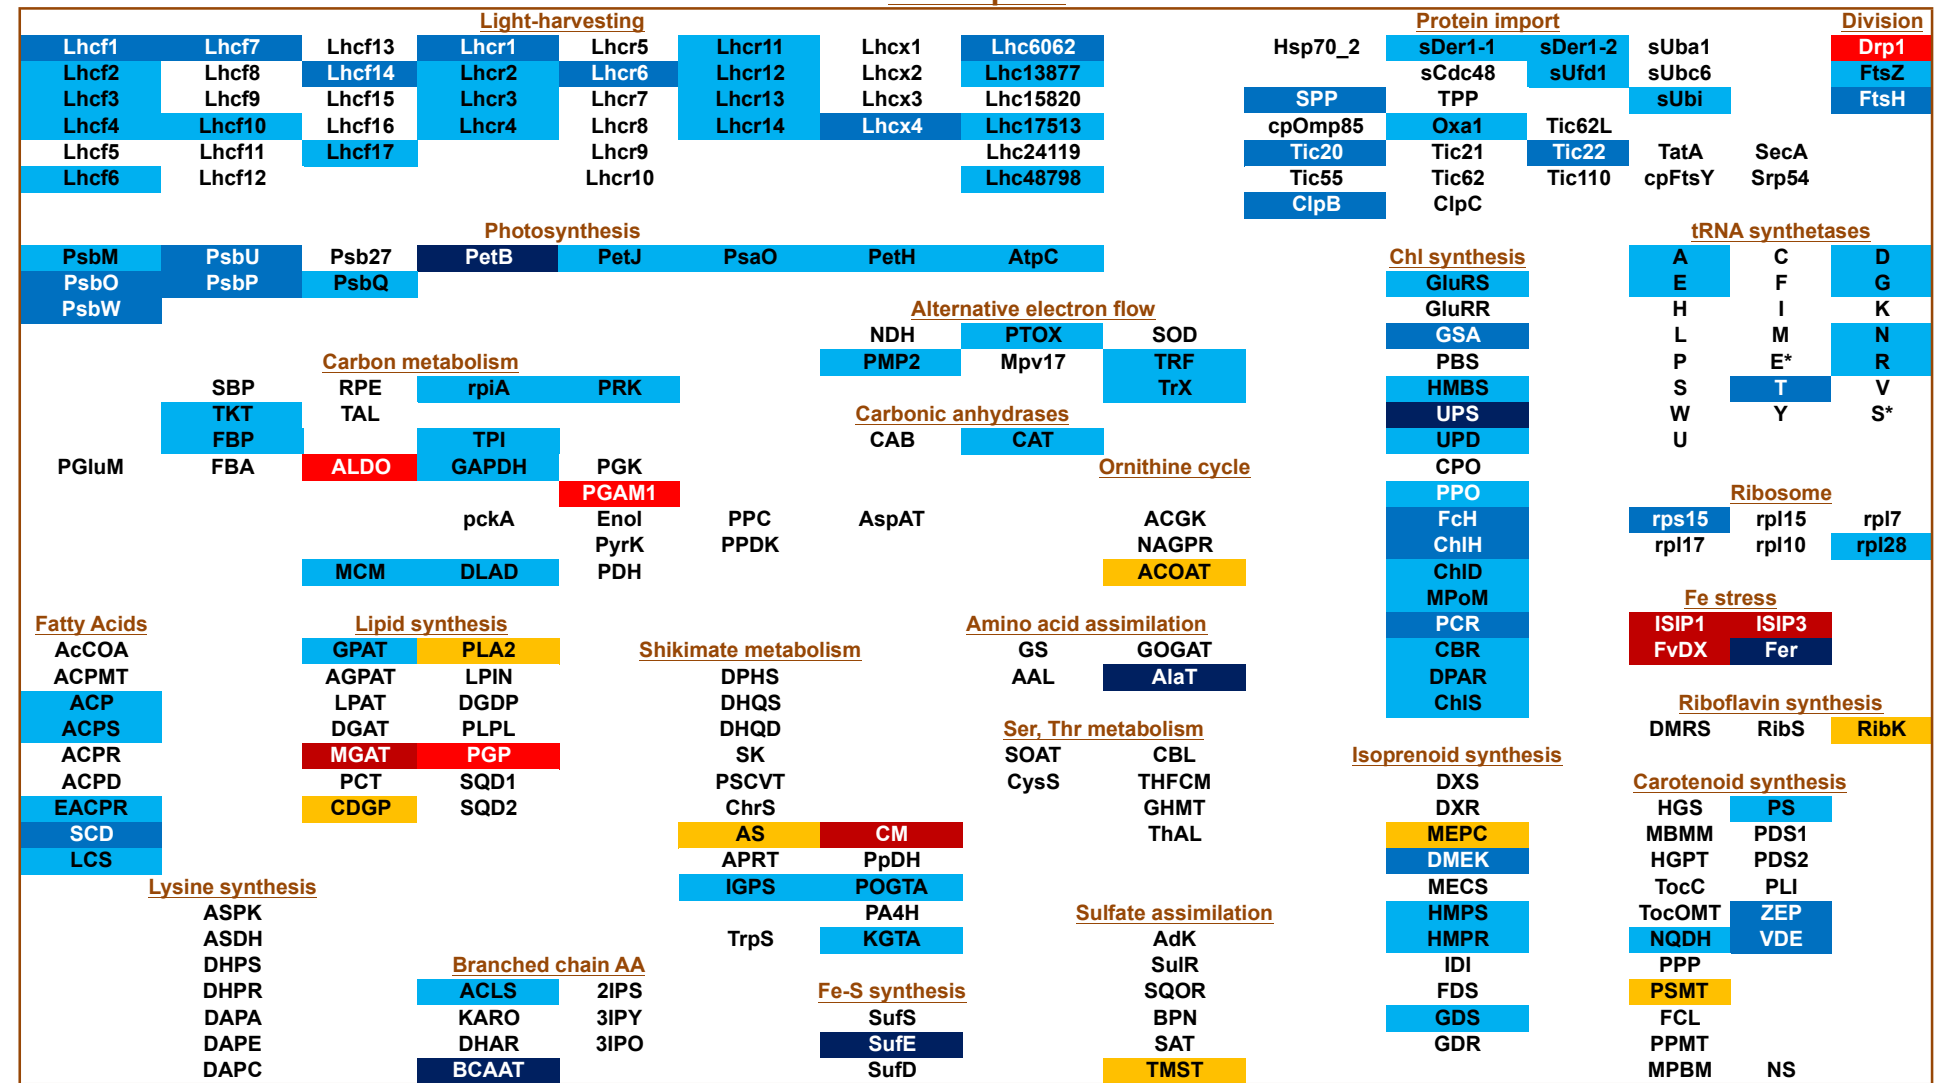 Light-harvesting Protein import Division
Lhcf1 Lhcf7 Lhcf13 Lhcr1 Lhcr5 Lhcr11 Lhcx1 Lhc6062 Hsp70_2 sDer1-1 sDer1-2 sUba1 Drp1
Lhcf2 Lhcf8 Lhcf14 Lhcr2 Lhcr6 Lhcr12 Lhcx2 Lhc13877 sCdc48 sUfd1 sUbc6 FtsZ
Lhcf3 Lhcf9 Lhcf15 Lhcr3 Lhcr7 Lhcr13 Lhcx3 Lhc15820 SPP TPP sUbi FtsH
Lhcf4 Lhcf10 Lhcf16 Lhcr4 Lhcr8 Lhcr14 Lhcx4 Lhc17513 cpOmp85 Oxa1 Tic62L
Lhcf5 Lhcf11 Lhcf17 Lhcr9 Lhc24119 Tic20 Tic21 Tic22 TatA SecA
Lhcf6 Lhcf12 Lhcr10 Lhc48798 Tic55 Tic62 Tic110 cpFtsY Srp54
ClpB ClpC
Photosynthesis tRNA synthetases
PsbM PsbU Psb27 PetB PetJ PsaO PetH AtpC Chl synthesis A C D
PsbO PsbP PsbQ GluRS E F G
PsbW Alternative electron flow GluRR H I K
NDH PTOX SOD GSA L M N
Carbon metabolism PMP2 Mpv17 TRF PBS P E* R
SBP RPE rpiA PRK TrX HMBS S T V
TKT TAL Carbonic anhydrases UPS W Y S*
FBP TPI CAB CAT UPD U
PGluM FBA ALDO GAPDH PGK Ornithine cycle CPO
PGAM1 PPO Ribosome
pckA Enol PPC AspAT ACGK FcH rps15 rpl15 rpl7
PyrK PPDK NAGPR ChlH rpl17 rpl10 rpl28
MCM DLAD PDH ACOAT ChlD
MPoM Fe stress
Fatty Acids Lipid synthesis Amino acid assimilation PCR ISIP1 ISIP3
AcCOA GPAT PLA2 Shikimate metabolism GS GOGAT CBR FvDX Fer
ACPMT AGPAT LPIN DPHS AAL AlaT DPAR
ACP LPAT DGDP DHQS ChlS Riboflavin synthesis
ACPS DGAT PLPL DHQD Ser, Thr metabolism DMRS RibS RibK
ACPR MGAT PGP SK SOAT CBL Isoprenoid synthesis
ACPD PCT SQD1 PSCVT CysS THFCM DXS Carotenoid synthesis
EACPR CDGP SQD2 ChrS GHMT DXR HGS PS
SCD AS CM ThAL MEPC MBMM PDS1
LCS APRT PpDH DMEK HGPT PDS2
Lysine synthesis IGPS POGTA MECS TocC PLI
ASPK PA4H Sulfate assimilation HMPS TocOMT ZEP
ASDH TrpS KGTA AdK HMPR NQDH VDE
DHPS Branched chain AA SulR IDI PPP
DHPR ACLS 2IPS Fe-S synthesis SQOR FDS PSMT
DAPA KARO 3IPY SufS BPN GDS FCL
DAPE DHAR 3IPO SufE SAT GDR PPMT
DAPC BCAAT SufD TMST MPBM NS